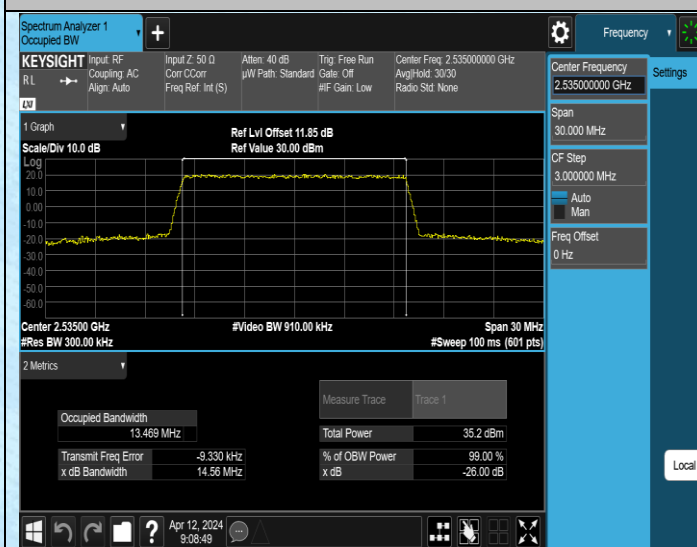 Spectrum Analyzer 1
Occupied BW
Frequency
KEYSIGHT
Input: RF
Coupling: AC
Align: Auto
Input Z: 50 Ω
Corr CCorr
Freq Ref: Int (S)
Atten: 40 dB
µW Path: Standard
Trig: Free Run
Gate: Off
#IF Gain: Low
Center Freq: 2.535000000 GHz
Avg|Hold: 30/30
Radio Std: None
R L
LXI
Center Frequency
2.535000000 GHz
Settings
Span
30.000 MHz
CF Step
3.000000 MHz
Auto
Man
Freq Offset
0 Hz
Local
1 Graph
Scale/Div 10.0 dB
Ref Lvl Offset 11.85 dB
Ref Value 30.00 dBm
Log
20.0
10.0
0.00
-10.0
-20.0
-30.0
-40.0
-50.0
-60.0
Center 2.53500 GHz
#Video BW 910.00 kHz
Span 30 MHz
#Res BW 300.00 kHz
#Sweep 100 ms (601 pts)
2 Metrics
Measure Trace
Trace 1
Occupied Bandwidth
13.469 MHz
Total Power
35.2 dBm
Transmit Freq Error
-9.330 kHz
% of OBW Power
99.00 %
x dB Bandwidth
14.56 MHz
x dB
-26.00 dB
?
Apr 12, 2024
9:08:49